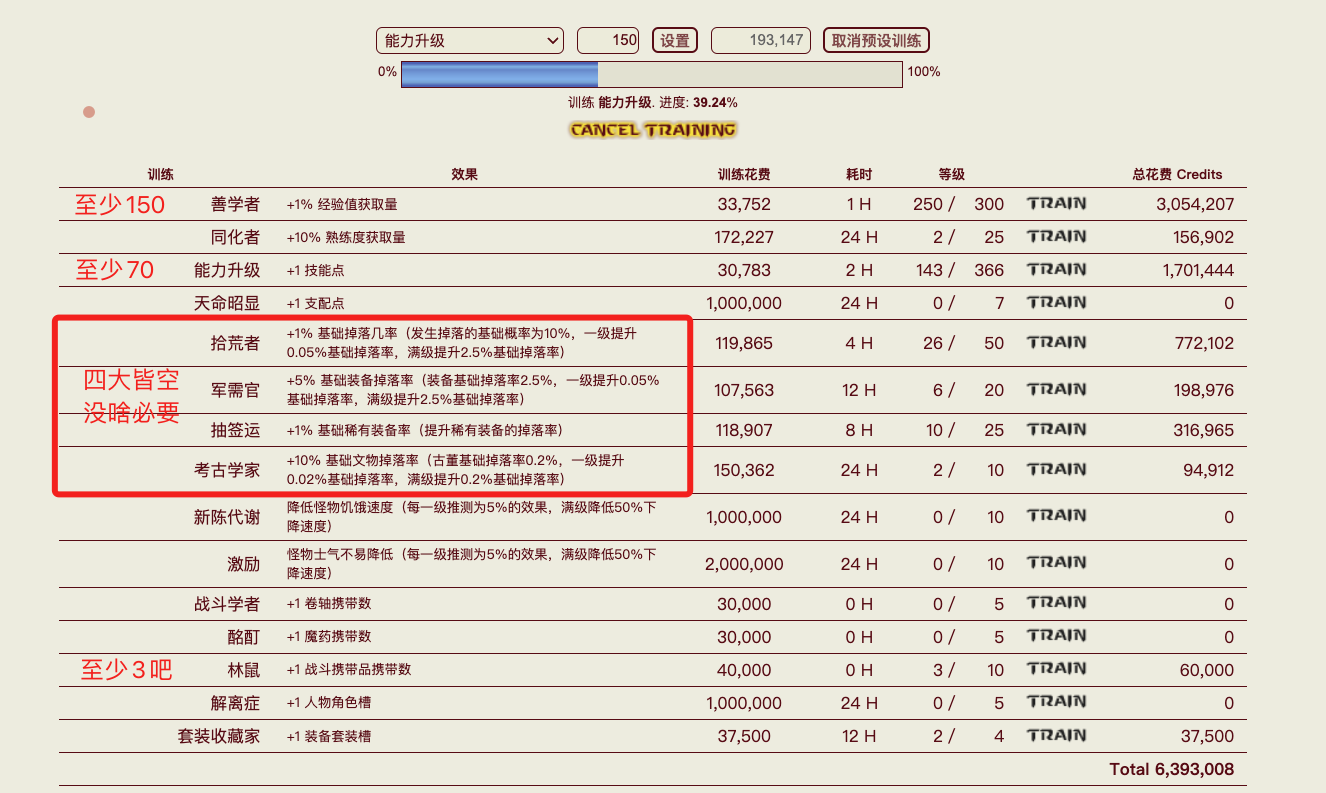 能力升级 150 设置 193,147 取消预设训练
0% 100%
训练 能力升级. 进度: 39.24%
CANCEL TRAINING
训练 效果 训练花费 耗时 等级 总花费 Credits
至少150 善学者 +1% 经验值获取量 33,752 1 H 250 / 300 TRAIN 3,054,207
同化者 +10% 熟练度获取量 172,227 24 H 2 / 25 TRAIN 156,902
至少70 能力升级 +1 技能点 30,783 2 H 143 / 366 TRAIN 1,701,444
天命昭显 +1 支配点 1,000,000 24 H 0 / 7 TRAIN 0
拾荒者 +1% 基础掉落几率（发生掉落的基础概率为10%，一级提升
0.05%基础掉落率，满级提升2.5%基础掉落率） 119,865 4 H 26 / 50 TRAIN 772,102
四大皆空
没啥必要
军需官 +5% 基础装备掉落率（装备基础掉落率2.5%，一级提升0.05%
基础掉落率，满级提升2.5%基础掉落率） 107,563 12 H 6 / 20 TRAIN 198,976
抽签运 +1% 基础稀有装备率（提升稀有装备的掉落率） 118,907 8 H 10 / 25 TRAIN 316,965
考古学家 +10% 基础文物掉落率（古董基础掉落率0.2%，一级提升
0.02%基础掉落率，满级提升0.2%基础掉落率） 150,362 24 H 2 / 10 TRAIN 94,912
新陈代谢 降低怪物饥饿速度（每一级推测为5%的效果，满级降低50%下
降速度） 1,000,000 24 H 0 / 10 TRAIN 0
激励 怪物士气不易降低（每一级推测为5%的效果，满级降低50%下
降速度） 2,000,000 24 H 0 / 10 TRAIN 0
战斗学者 +1 卷轴携带数 30,000 0 H 0 / 5 TRAIN 0
酩酊 +1 魔药携带数 30,000 0 H 0 / 5 TRAIN 0
至少3吧 林鼠 +1 战斗携带品携带数 40,000 0 H 3 / 10 TRAIN 60,000
解离症 +1 人物角色槽 1,000,000 24 H 0 / 5 TRAIN 0
套装收藏家 +1 装备套装槽 37,500 12 H 2 / 4 TRAIN 37,500
Total 6,393,008